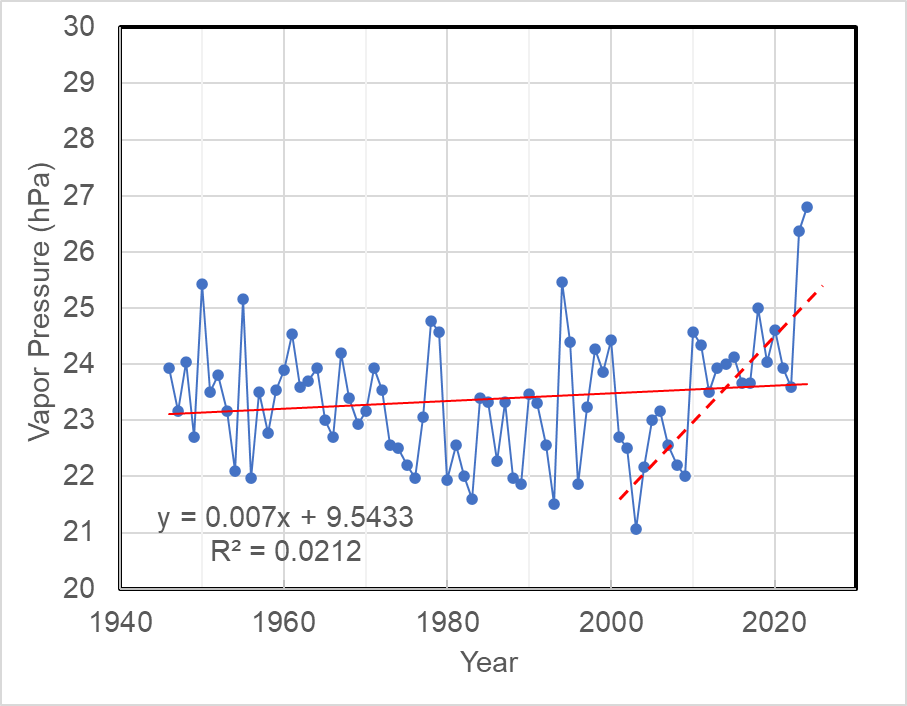 30
29
28
27
26
25
24
23
22
21
20
Vapor Pressure (hPa)
y = 0.007x + 9.5433
R² = 0.0212
1940 1960 1980 2000 2020
Year